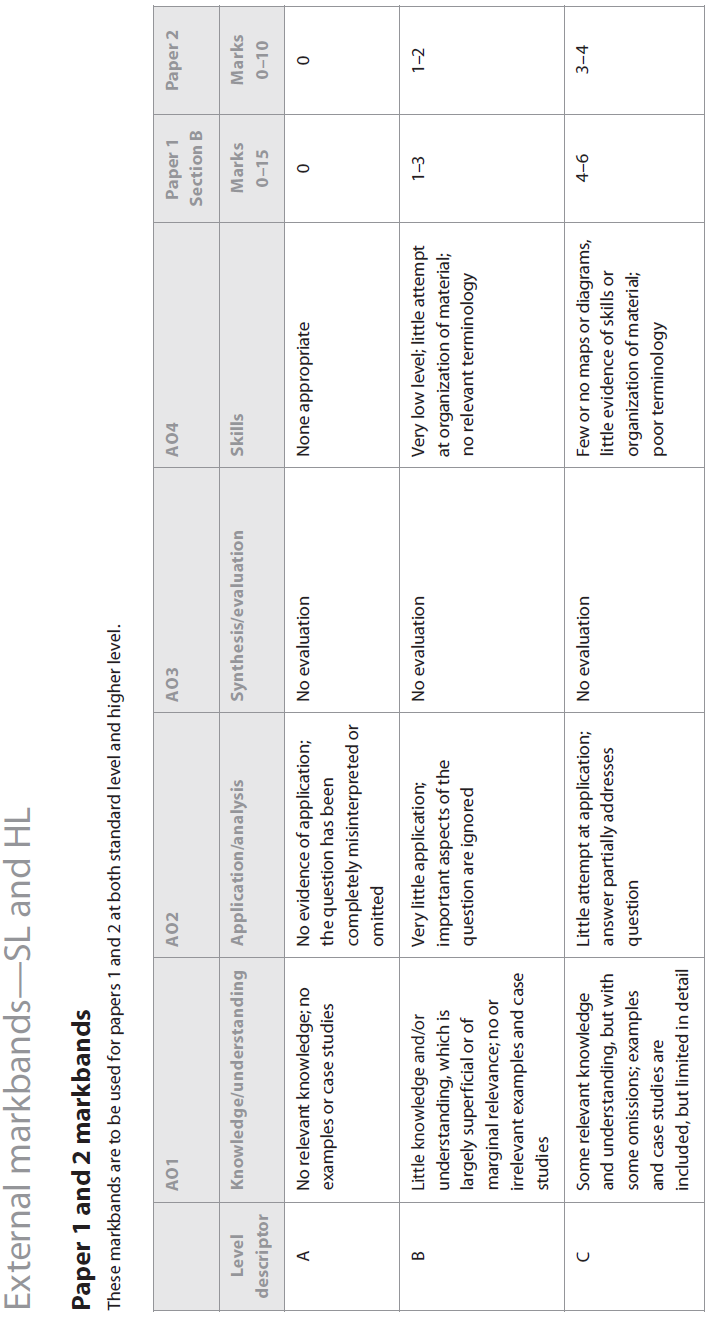 External markbands—SL and HL
Paper 1 and 2 markbands
These markbands are to be used for papers 1 and 2 at both standard level and higher level.
AO1
AO2
AO3
AO4
Paper 1
Section B
Paper 2
Level
descriptor
Knowledge/understanding
Application/analysis
Synthesis/evaluation
Skills
Marks
0–15
Marks
0–10
A
No relevant knowledge; no
examples or case studies
No evidence of application;
the question has been
completely misinterpreted or
omitted
No evaluation
None appropriate
0
0
B
Little knowledge and/or
understanding, which is
largely superficial or of
marginal relevance; no or
irrelevant examples and case
studies
Very little application;
important aspects of the
question are ignored
No evaluation
Very low level; little attempt
at organization of material;
no relevant terminology
1–3
1–2
C
Some relevant knowledge
and understanding, but with
some omissions; examples
and case studies are
included, but limited in detail
Little attempt at application;
answer partially addresses
question
No evaluation
Few or no maps or diagrams,
little evidence of skills or
organization of material;
poor terminology
4–6
3–4